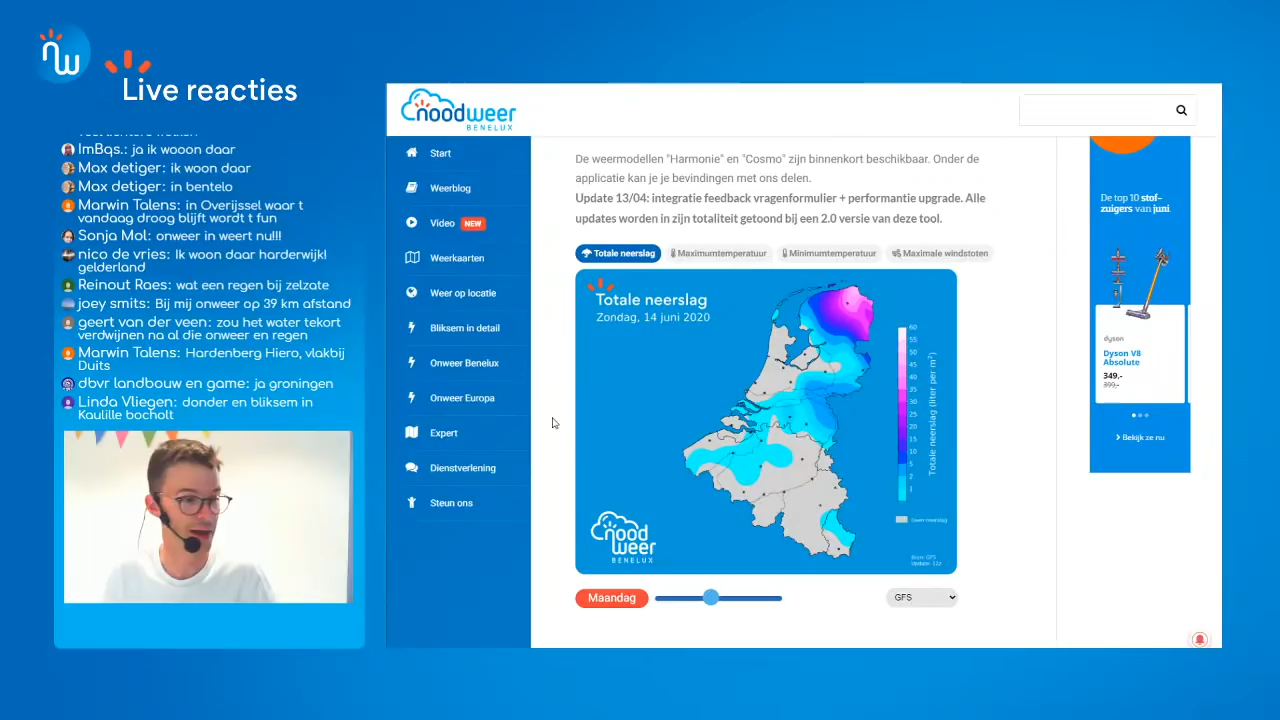 nw
Live reacties
ImBqs.: ja ik wooon daar
Max detiger: ik woon daar
Max detiger: in bentelo
Marwin Talens: in Overijssel waar t
vandaag droog blijft wordt t fun
Sonja Mol: onweer in weert nu!!!
nico de vries: Ik woon daar harderwijk!
gelderland
Reinout Raes: wat een regen bij zelzate
joey smits: Bij mij onweer op 39 km afstand
geert van der veen: zou het water tekort
verdwijnen na al die onweer en regen
Marwin Talens: Hardenberg Hiero, vlakbij
Duits
dbvr landbouw en game: ja groningen
Linda Vliegen: donder en bliksem in
Kaulille bocholt
noodweer
BENELUX
Start
Weerblog
Video NEW
Weerkaarten
Weer op locatie
Bliksem in detail
Onweer Benelux
Onweer Europa
Expert
Dienstverlening
Steun ons
De weermodellen "Harmonie" en "Cosmo" zijn binnenkort beschikbaar. Onder de
applicatie kan je je bevindingen met ons delen.
Update 13/04: integratie feedback vragenformulier + performantie upgrade. Alle
updates worden in zijn totaliteit getoond bij een 2.0 versie van deze tool.
Totale neerslag Maximumtemperatuur Minimumtemperatuur Maximale windstoten
Totale neerslag
Zondag, 14 juni 2020
60
55
50
45
40
35
30
25
20
15
10
5
2
1
Totale neerslag (liter per m²)
Geen neerslag
Bron: GFS
Update: 12z
nood
weer
BENELUX
Maandag
GFS
De top 10 stof-
zuigers van juni
dyson
Dyson V8
Absolute
349,-
399,-
Bekijk ze nu